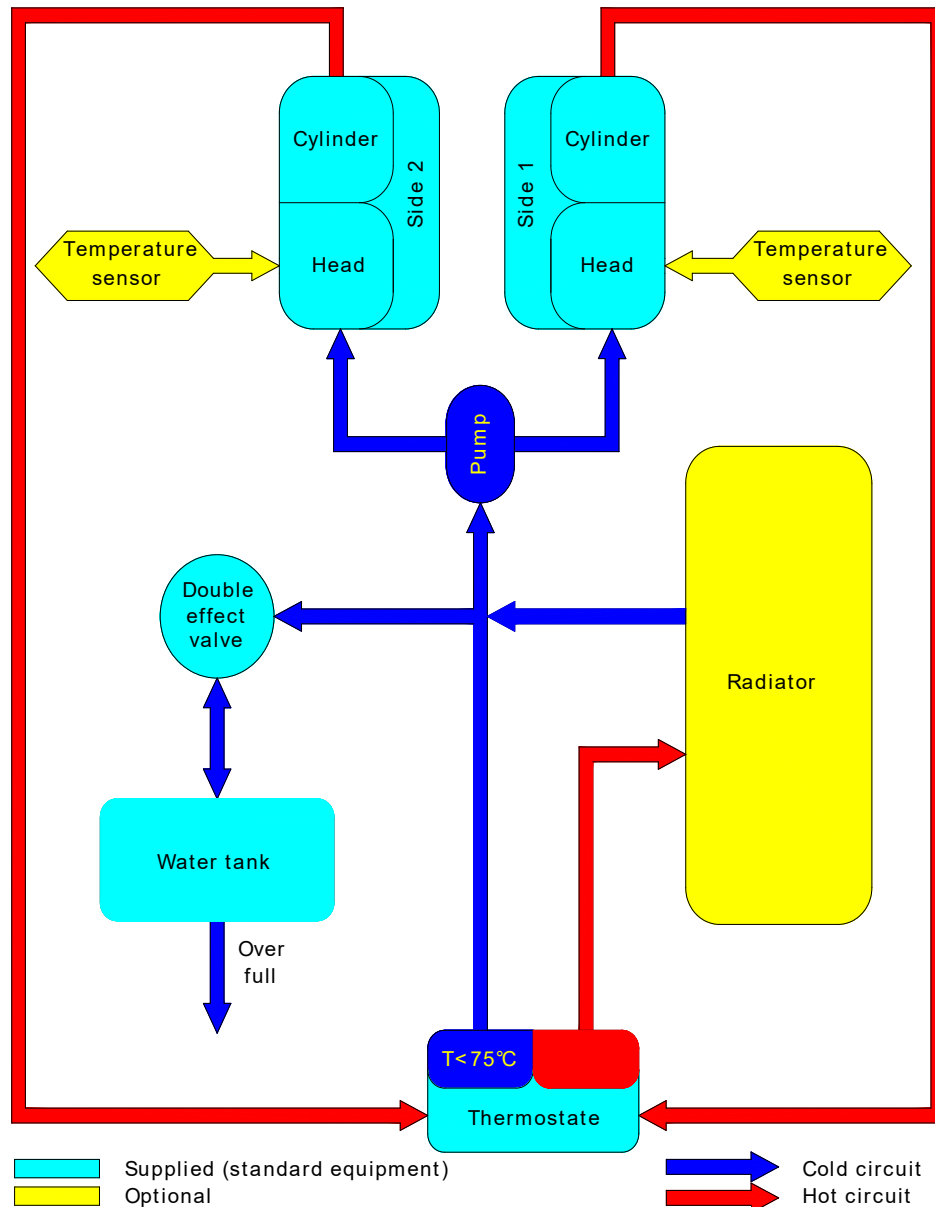 Cylinder
Side 2
Head
Cylinder
Side 1
Head
Temperature
sensor
Temperature
sensor
Pump
Double
effect
valve
Radiator
Water tank
Over
full
T<75℃
Thermostate
Supplied (standard equipment)
Optional
Cold circuit
Hot circuit